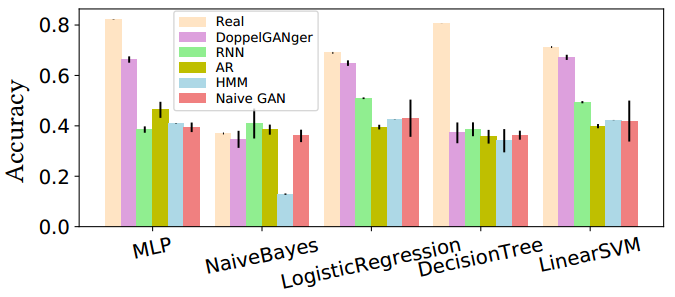 Accuracy
0.8
0.6
0.4
0.2
0.0
Real
DoppelGANger
RNN
AR
HMM
Naive GAN
MLP
NaiveBayes
LogisticRegression
DecisionTree
LinearSVM